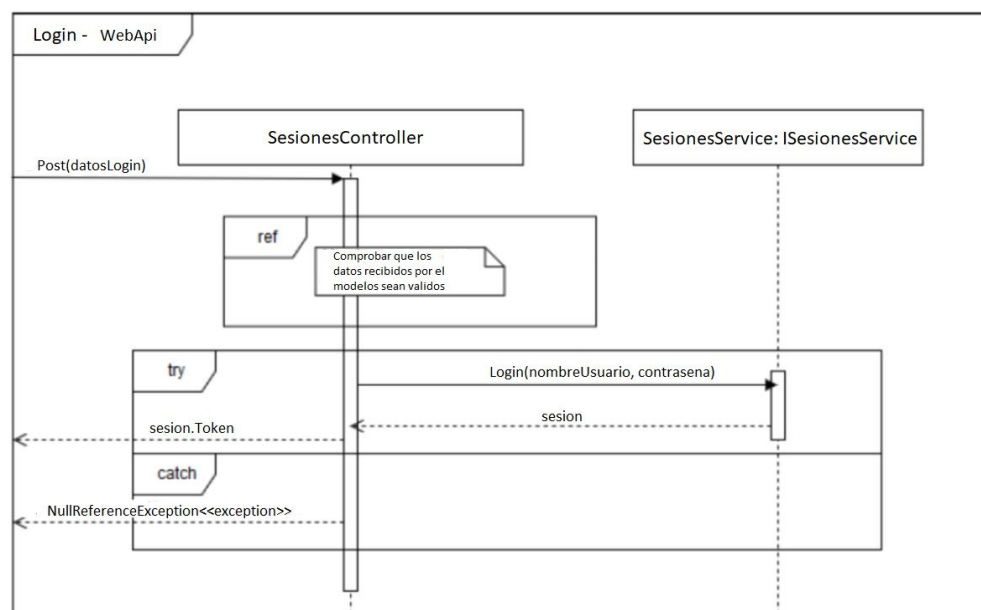 Login - WebApi
SesionesController
SesionesService: ISesionesService
Post(datosLogin)
ref
Comprobar que los
datos recibidos por el
modelos sean validos
try
Login(nombreUsuario, contrasena)
sesion
sesion.Token
catch
NullReferenceException<<exception>>